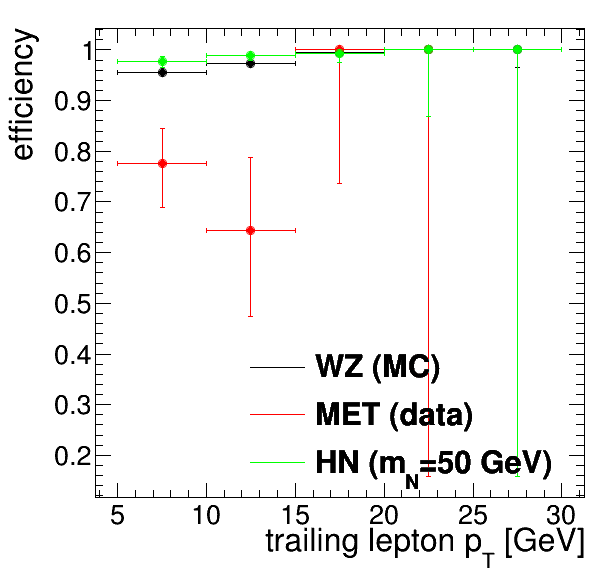 efficiency
1
0.9
0.8
0.7
0.6
0.5
0.4
0.3
0.2
WZ (MC)
MET (data)
HN (m_N=50 GeV)
5 10 15 20 25 30
trailing lepton p_T [GeV]